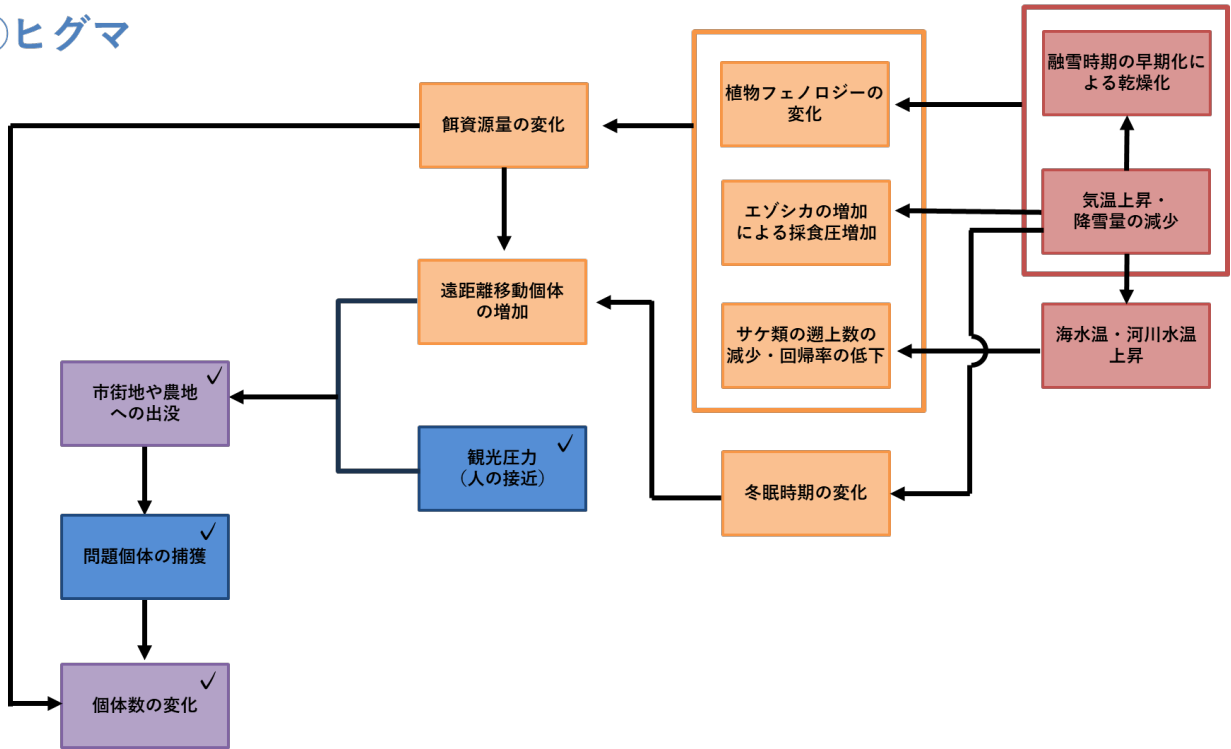 ヒグマ
融雪時期の早期化に
よる乾燥化
植物フェノロジーの
変化
餌資源量の変化
エゾシカの増加
による採食圧増加
気温上昇・
降雪量の減少
遠距離移動個体
の増加
サケ類の遡上数の
減少・回帰率の低下
海水温・河川水温
上昇
市街地や農地
への出没
✓
観光圧力
（人の接近）
✓
冬眠時期の変化
問題個体の捕獲
✓
個体数の変化
✓